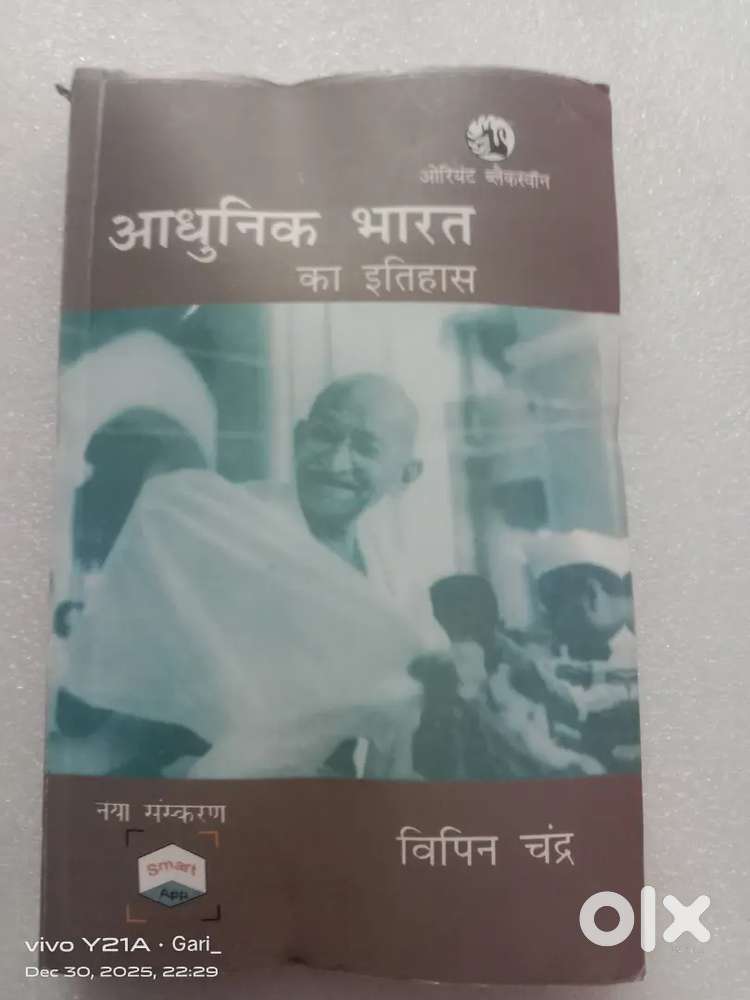 ओरियंट ब्लैकस्वॉन
आधुनिक भारत
का इतिहास
नया संस्करण
Smart
App
विपिन चंद्र
olx
vivo Y21A · Gari_
Dec 30, 2025, 22:29